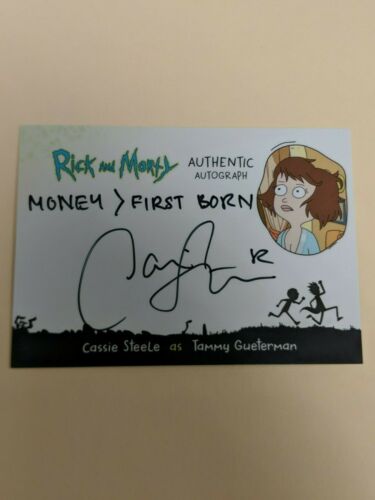 Rick and Morty
AUTHENTIC
AUTOGRAPH
MONEY > FIRST BORN
Cassie Steele as Tammy Gueterman